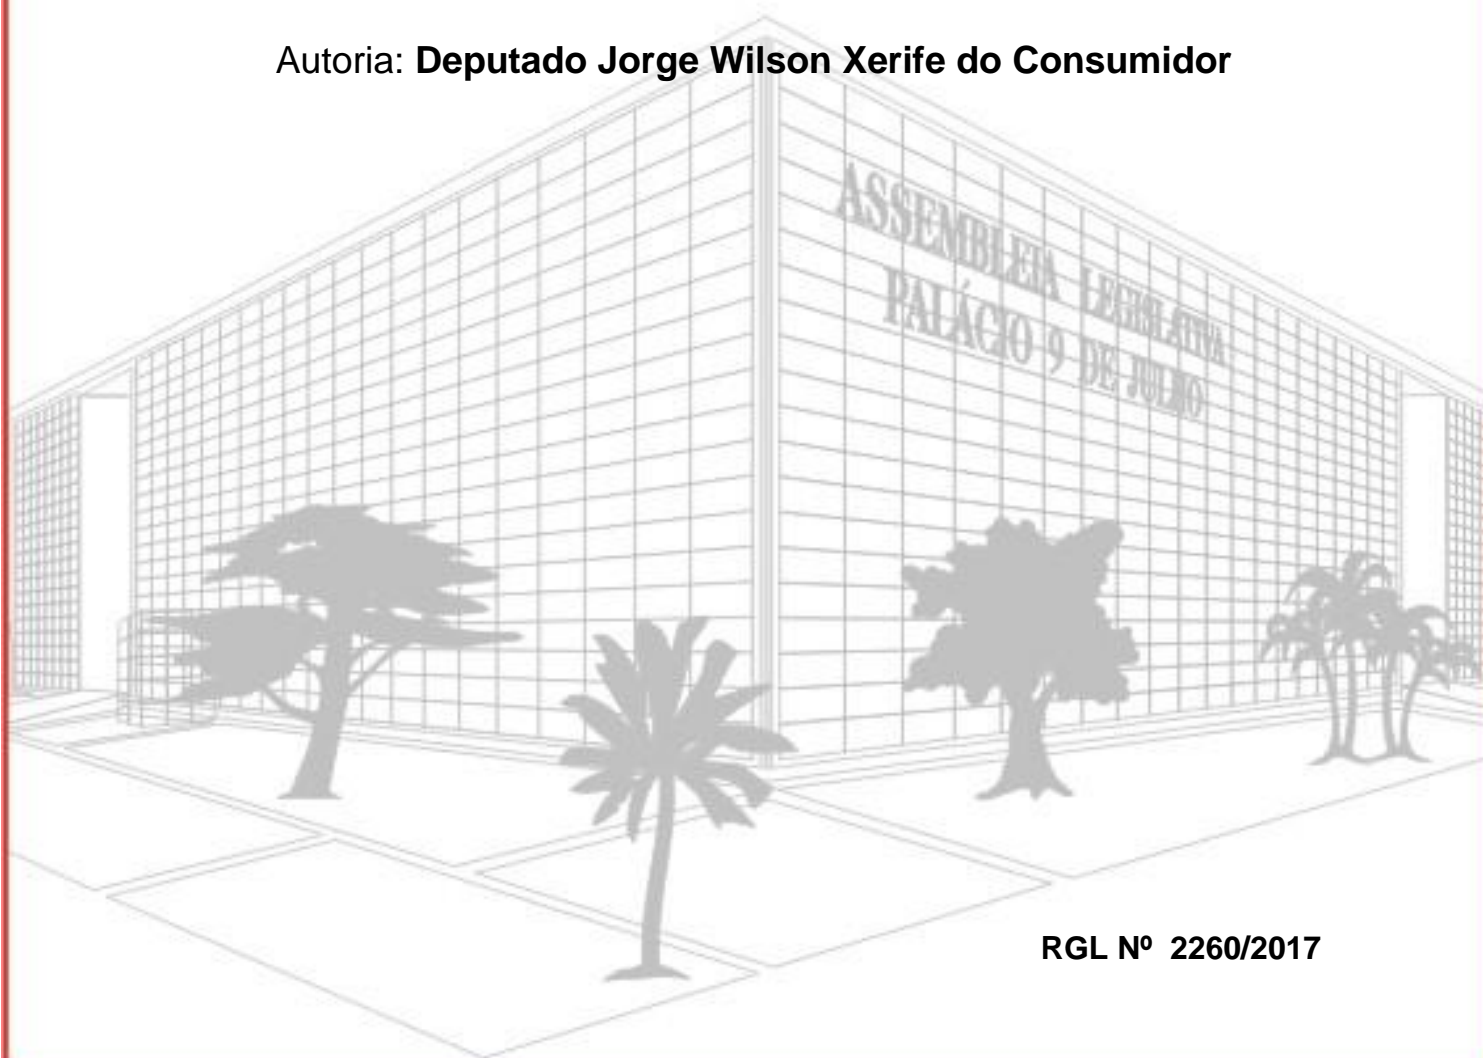 Autoria: Deputado Jorge Wilson Xerife do Consumidor
ASSEMBLEIA LEGISLATIVA
PALÁCIO 9 DE JULHO
RGL Nº 2260/2017